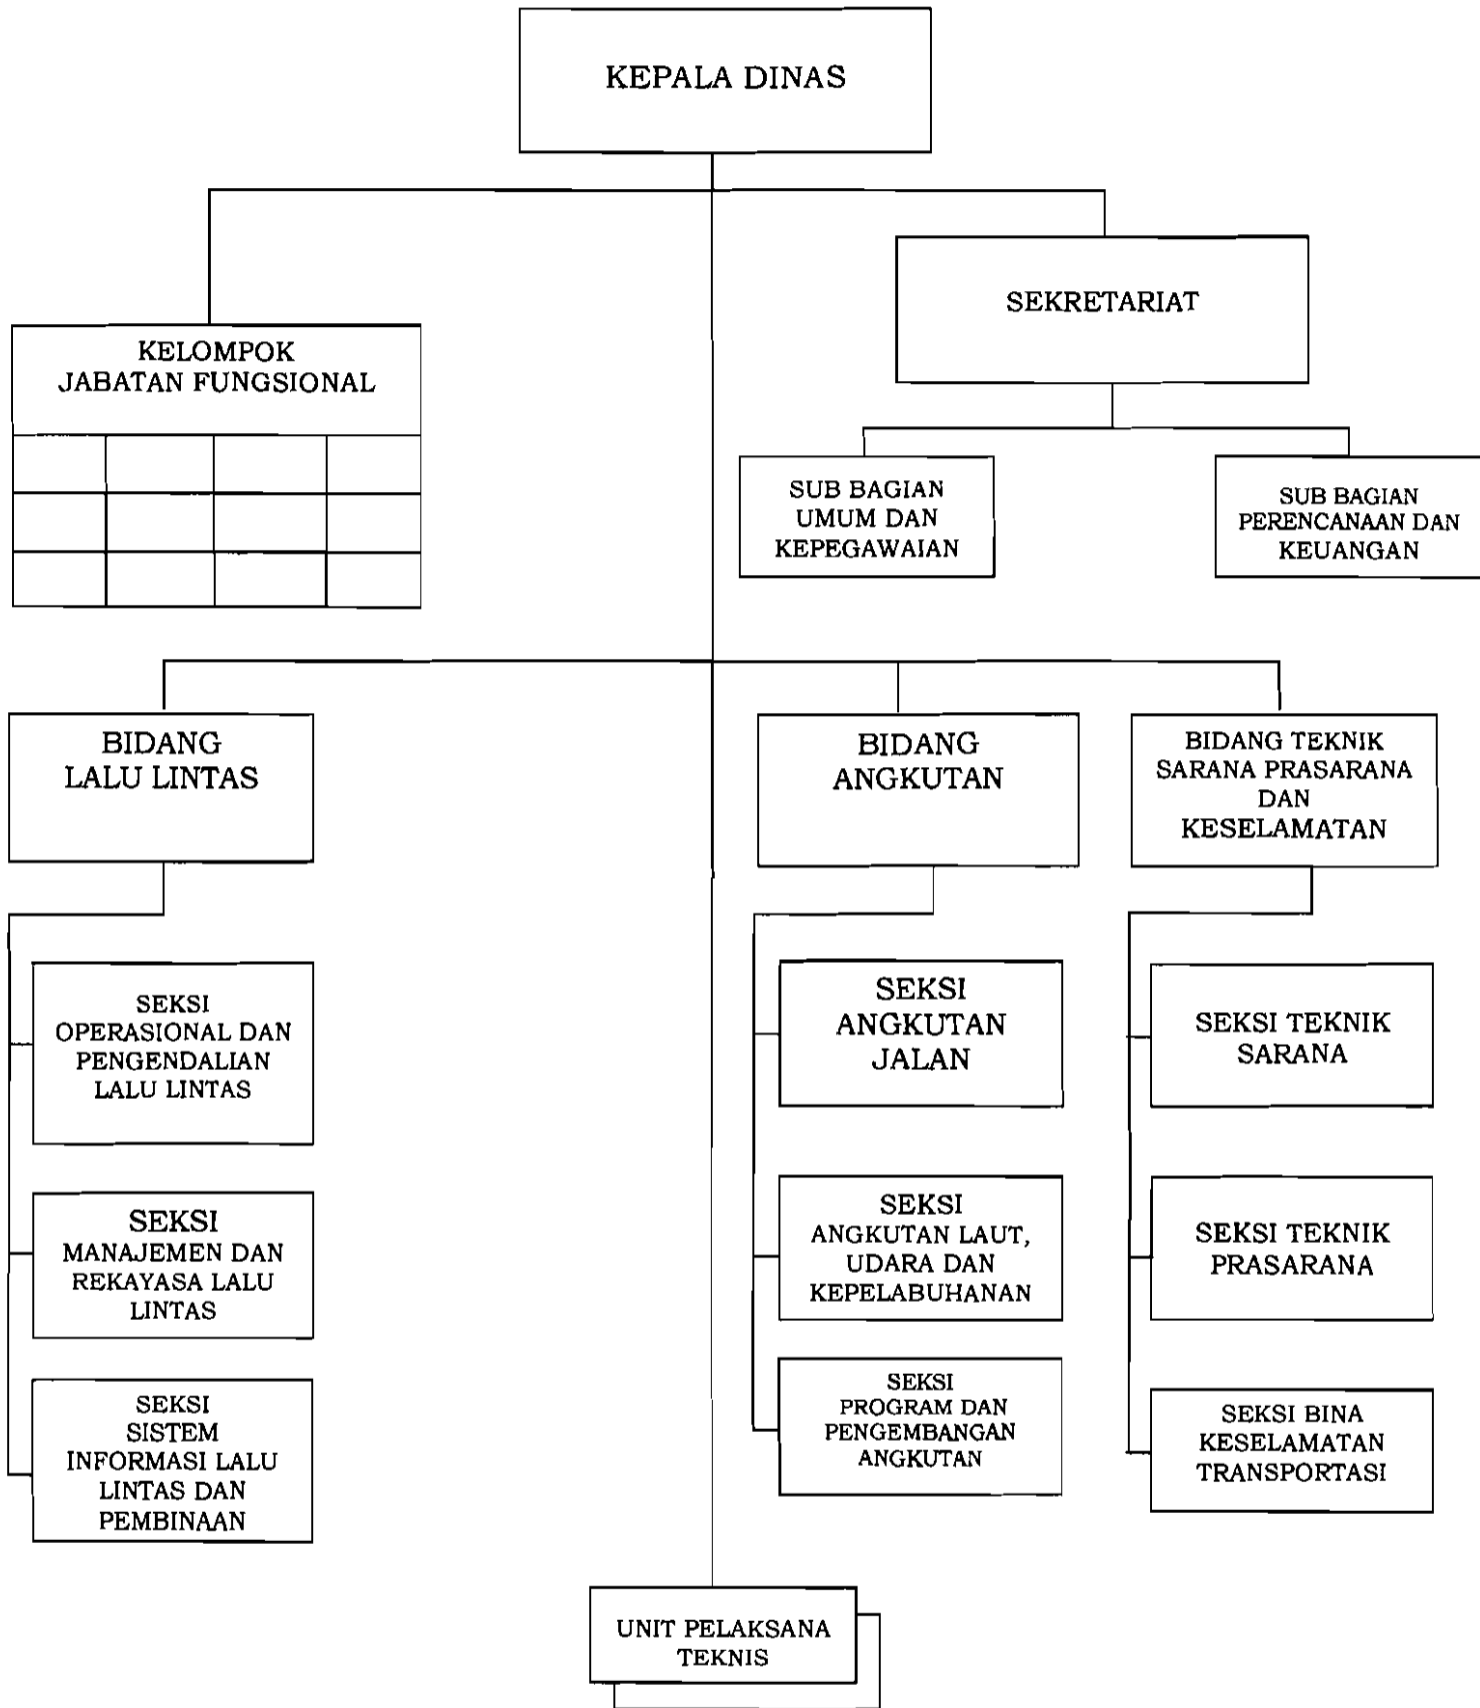 KEPALA DINAS
SEKRETARIAT
KELOMPOK
JABATAN FUNGSIONAL
SUB BAGIAN
UMUM DAN
KEPEGAWAIAN
SUB BAGIAN
PERENCANAAN DAN
KEUANGAN
BIDANG
LALU LINTAS
BIDANG
ANGKUTAN
BIDANG TEKNIK
SARANA PRASARANA
DAN
KESELAMATAN
SEKSI
OPERASIONAL DAN
PENGENDALIAN
LALU LINTAS
SEKSI
MANAJEMEN DAN
REKAYASA LALU
LINTAS
SEKSI
SISTEM
INFORMASI LALU
LINTAS DAN
PEMBINAAN
SEKSI
ANGKUTAN
JALAN
SEKSI
ANGKUTAN LAUT,
UDARA DAN
KEPELABUHANAN
SEKSI
PROGRAM DAN
PENGEMBANGAN
ANGKUTAN
SEKSI TEKNIK
SARANA
SEKSI TEKNIK
PRASARANA
SEKSI BINA
KESELAMATAN
TRANSPORTASI
UNIT PELAKSANA
TEKNIS